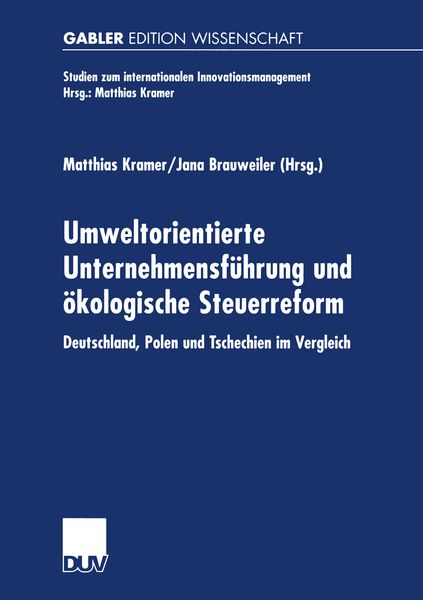 GABLER EDITION WISSENSCHAFT
Studien zum internationalen Innovationsmanagement
Hrsg.: Matthias Kramer
Matthias Kramer/Jana Brauweiler (Hrsg.)
Umweltorientierte
Unternehmensführung und
ökologische Steuerreform
Deutschland, Polen und Tschechien im Vergleich
DUV